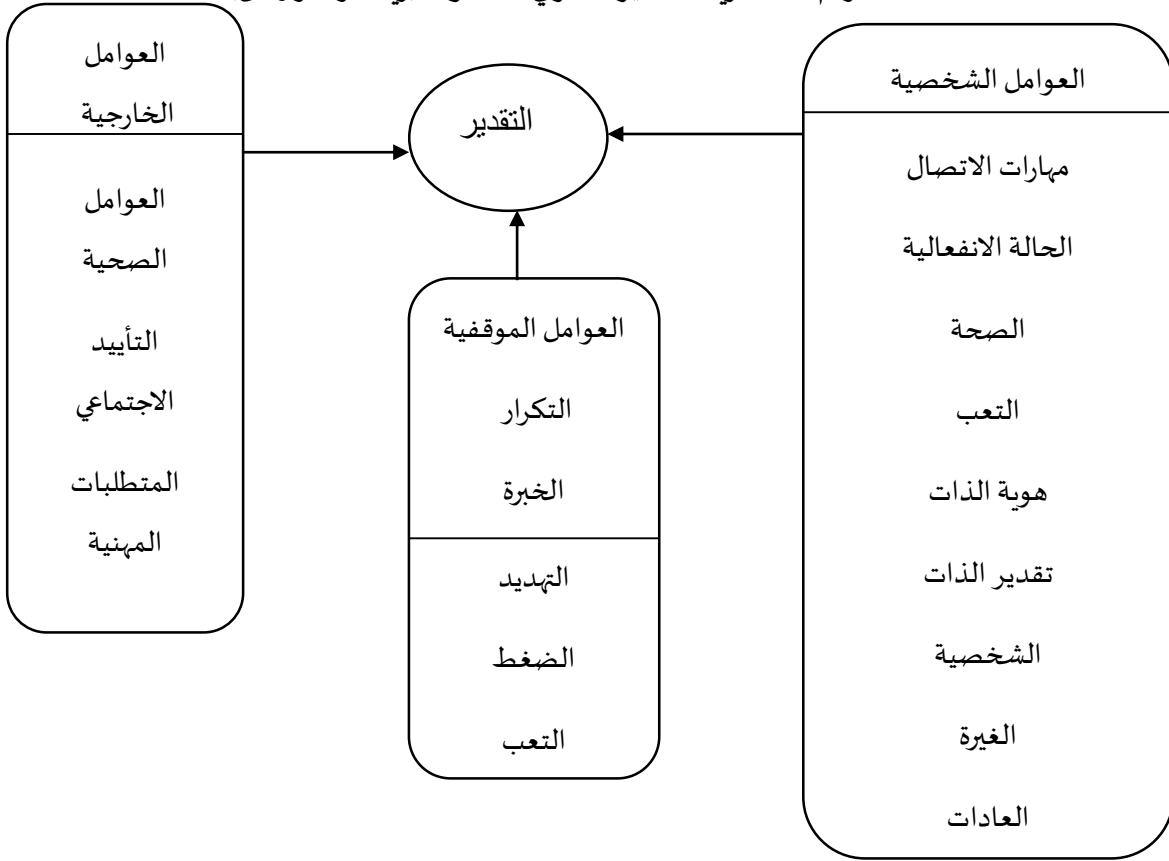 العوامل الشخصية
مهارات الاتصال
الحالة الانفعالية
الصحة
التعب
هوية الذات
تقدير الذات
الشخصية
الغيرة
العادات
التقدير
العوامل الموقفية
التكرار
الخبرة
التهديد
الضغط
التعب
العوامل
الخارجية
العوامل
الصحية
التأييد
الاجتماعي
المتطلبات
المهنية